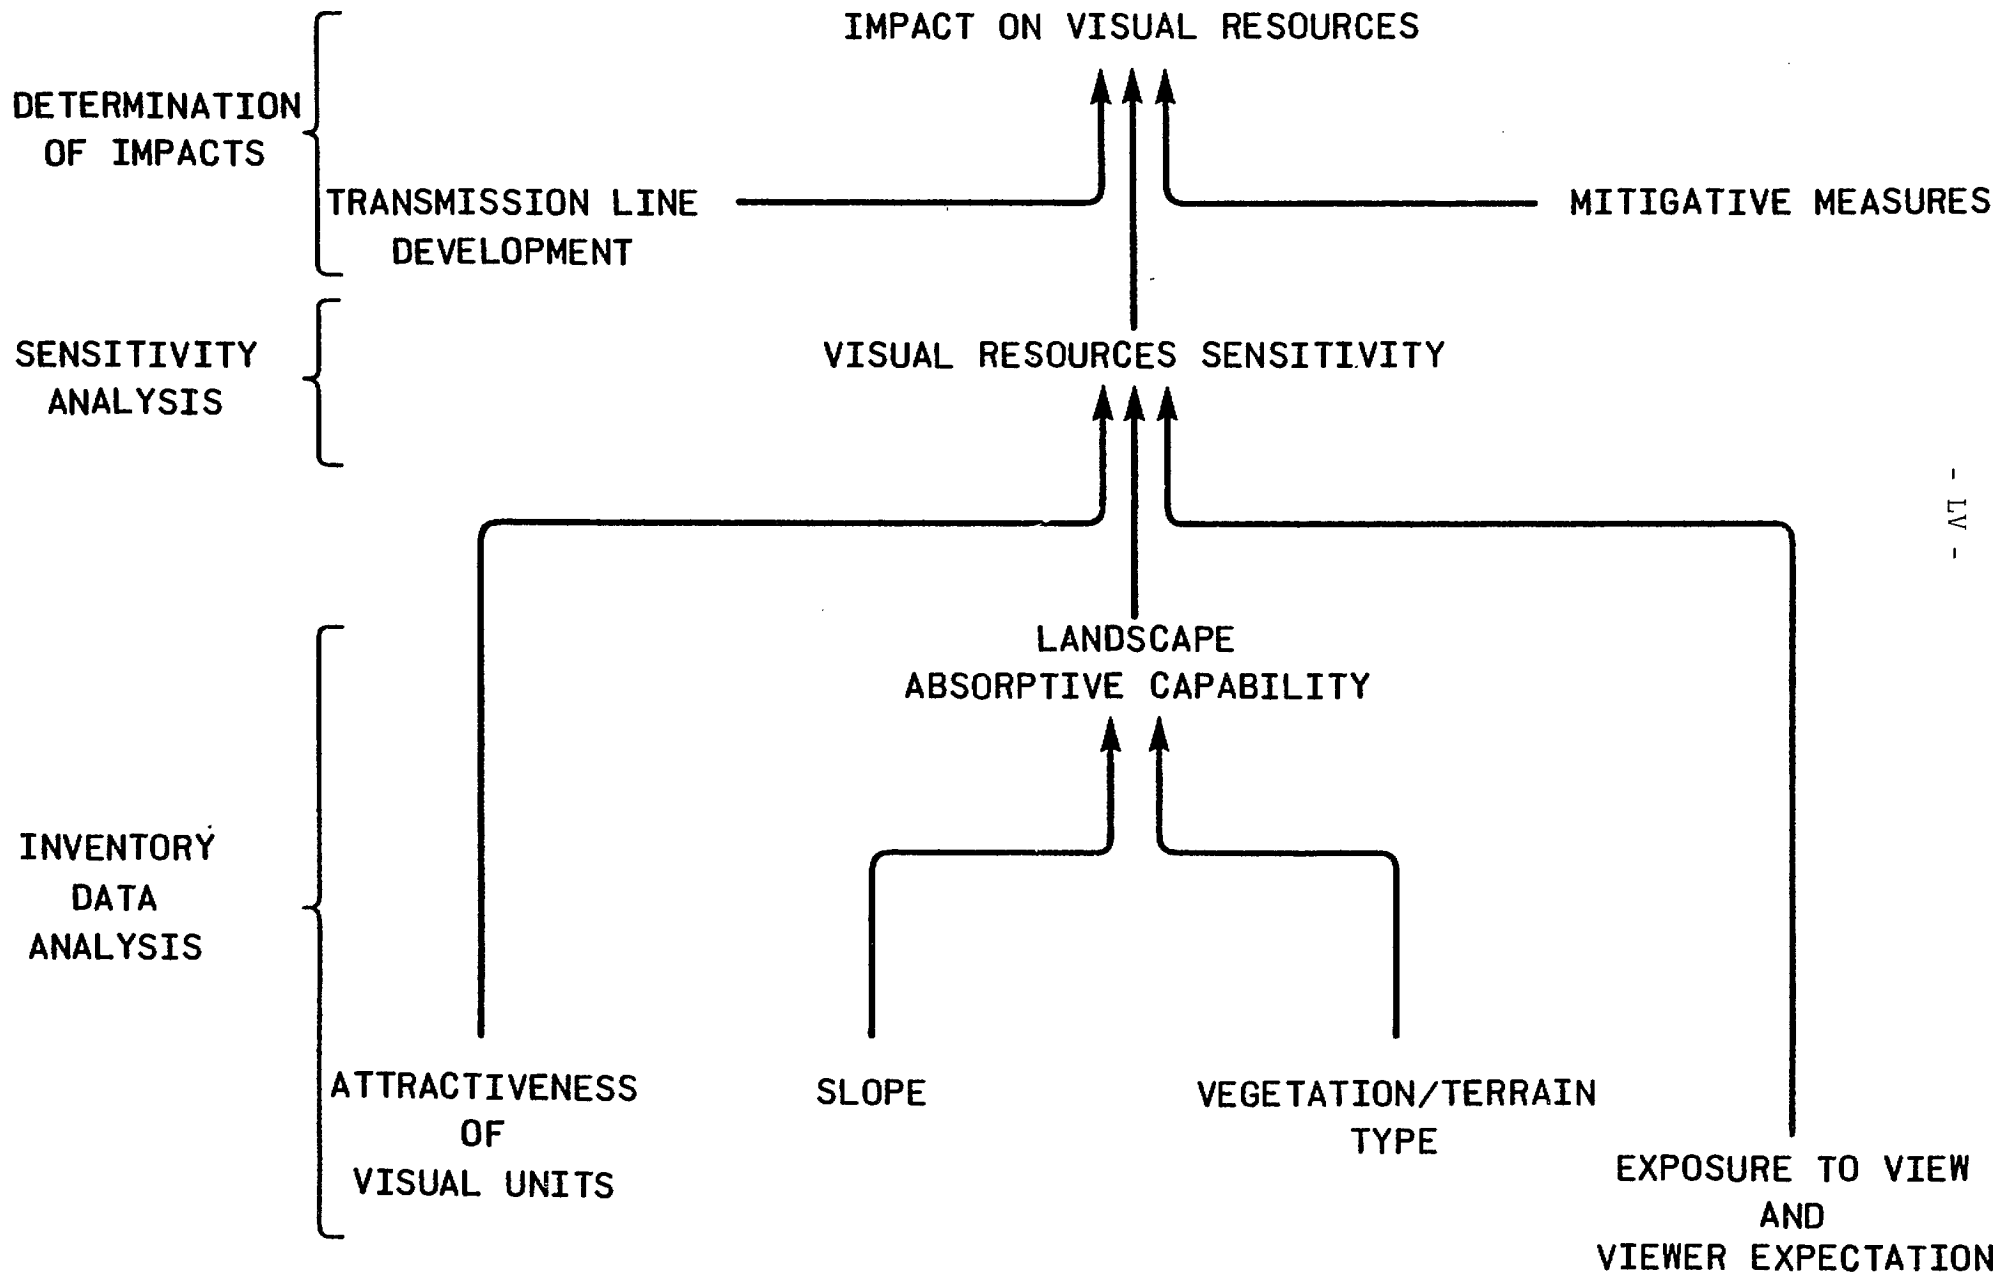 IMPACT ON VISUAL RESOURCES
DETERMINATION
OF IMPACTS
TRANSMISSION LINE
DEVELOPMENT
MITIGATIVE MEASURES
SENSITIVITY
ANALYSIS
VISUAL RESOURCES SENSITIVITY
- LV -
LANDSCAPE
ABSORPTIVE CAPABILITY
INVENTORY
DATA
ANALYSIS
ATTRACTIVENESS
OF
VISUAL UNITS
SLOPE
VEGETATION/TERRAIN
TYPE
EXPOSURE TO VIEW
AND
VIEWER EXPECTATION